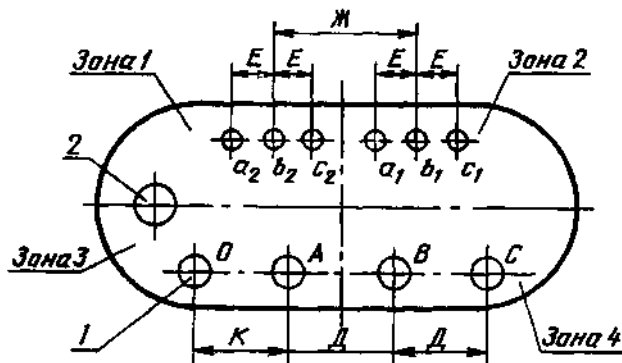 Ж
Зона 1
E E E E
Зона 2
a₂ b₂ c₂ a₁ b₁ c₁
2
Зона 3
O A B C
1
К Д Д
Зона 4